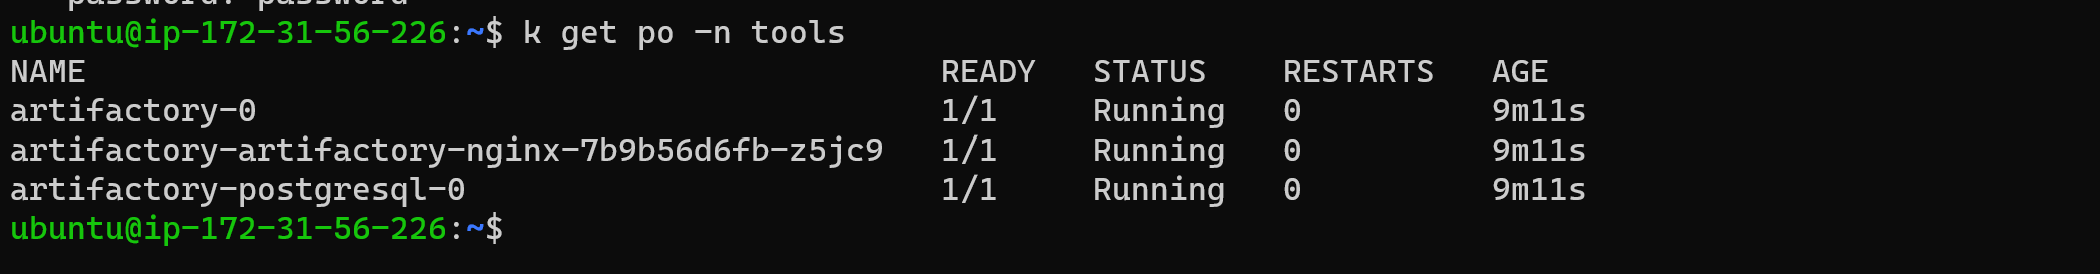 password: password
ubuntu@ip-172-31-56-226:~$ k get po -n tools
NAME READY STATUS RESTARTS AGE
artifactory-0 1/1 Running 0 9m11s
artifactory-artifactory-nginx-7b9b56d6fb-z5jc9 1/1 Running 0 9m11s
artifactory-postgresql-0 1/1 Running 0 9m11s
ubuntu@ip-172-31-56-226:~$